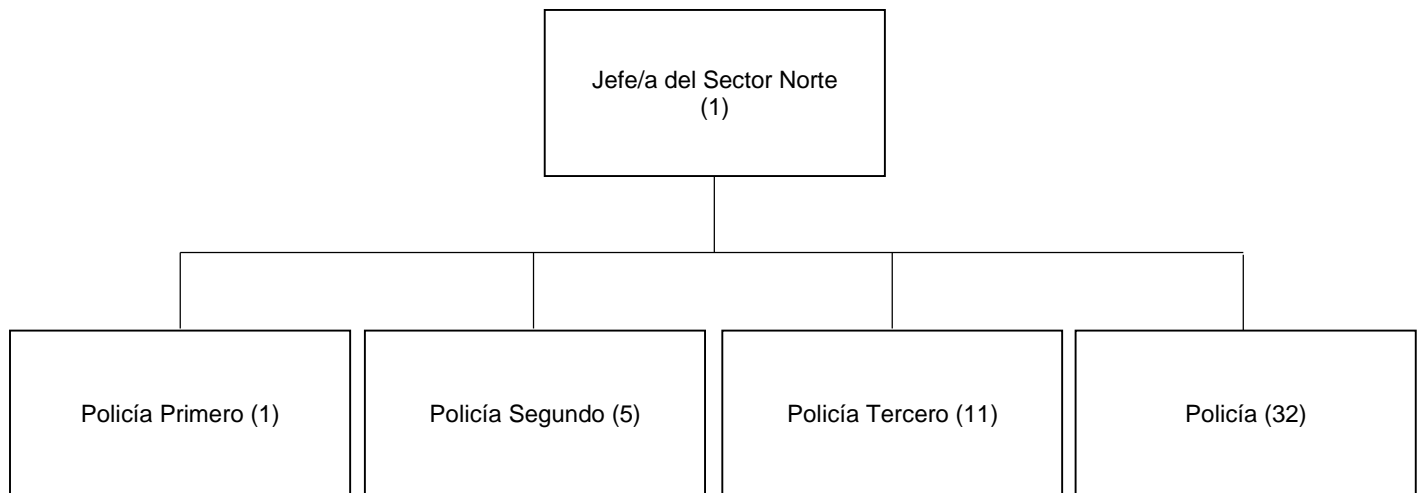 Jefe/a del Sector Norte
(1)
Policía Primero (1)
Policía Segundo (5)
Policía Tercero (11)
Policía (32)